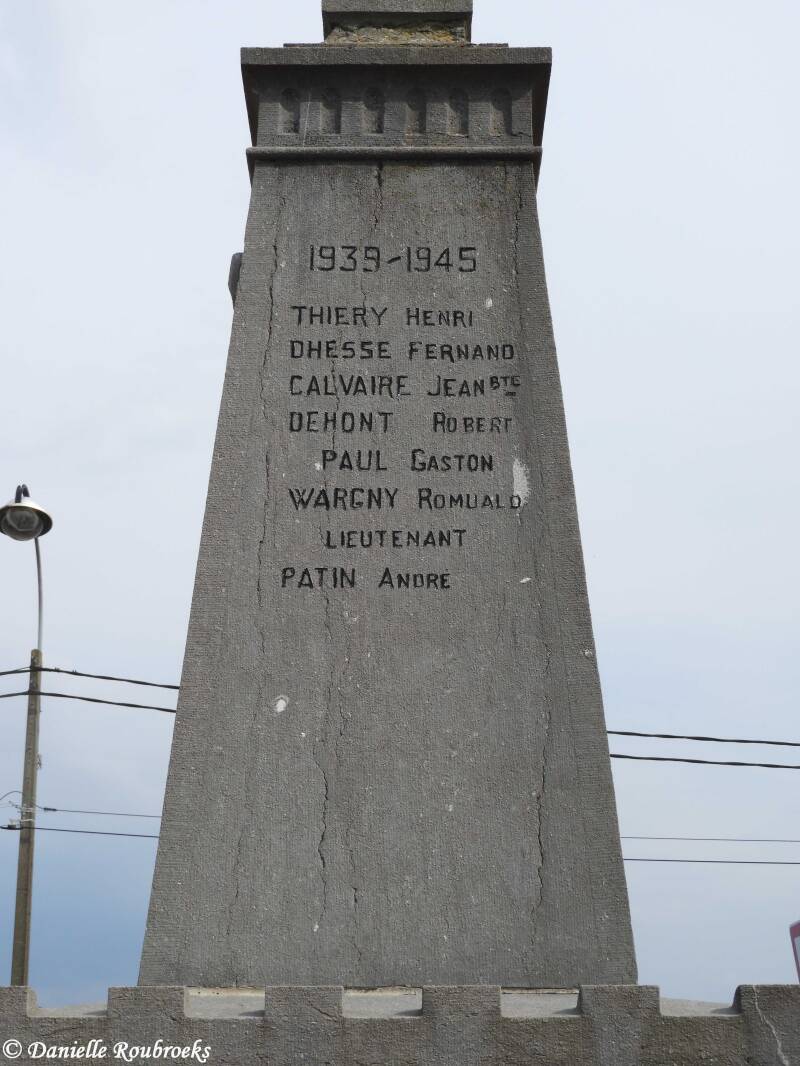 1939-1945
THIERY HENRI
DHESSE FERNAND
CALVAIRE JEAN BTE
DEHONT ROBERT
PAUL GASTON
WARGNY ROMUALD
LIEUTENANT
PATIN ANDRÉ
© Danielle Roubroeks